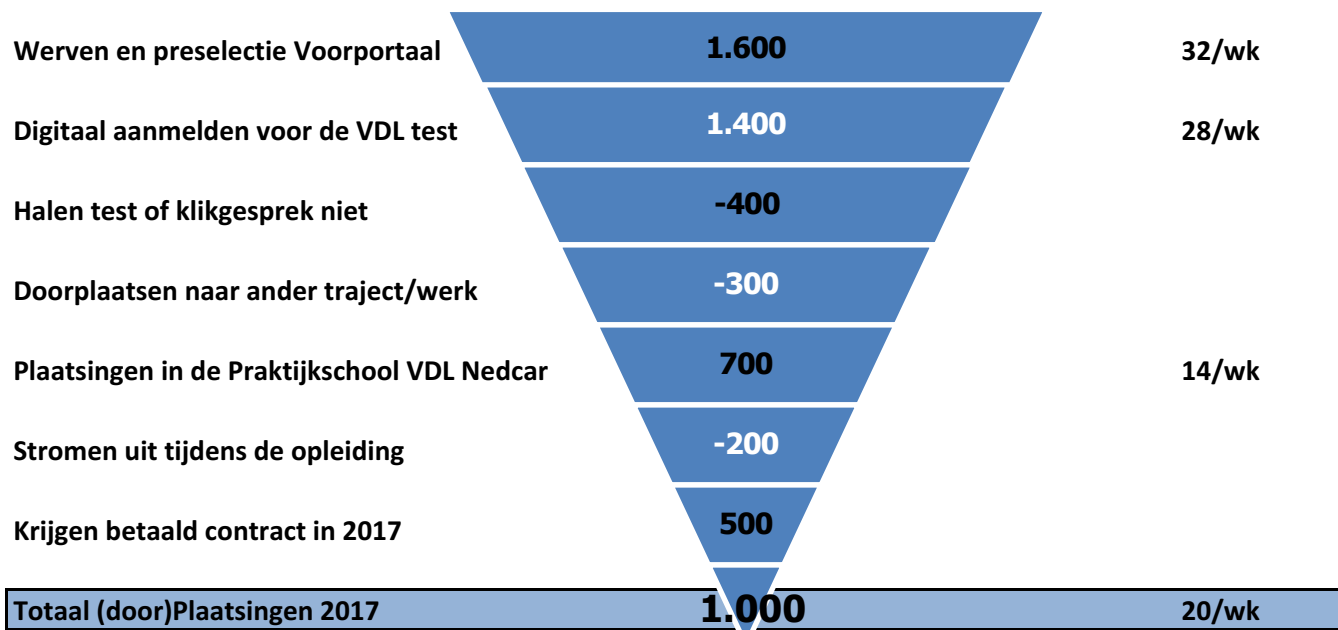 Werven en preselectie Voorportaal 1.600 32/wk
Digitaal aanmelden voor de VDL test 1.400 28/wk
Halen test of klikgesprek niet -400
Doorplaatsen naar ander traject/werk -300
Plaatsingen in de Praktijkschool VDL Nedcar 700 14/wk
Stromen uit tijdens de opleiding -200
Krijgen betaald contract in 2017 500
Totaal (door)Plaatsingen 2017 1.000 20/wk